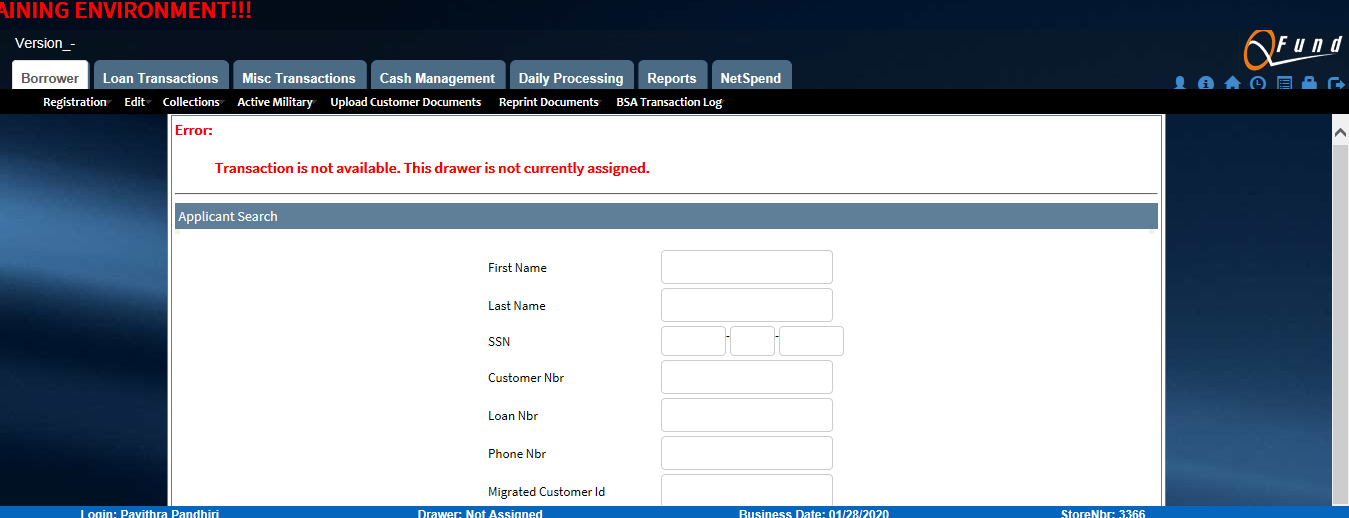 AINING ENVIRONMENT!!!
Version_-
QFund
Borrower Loan Transactions Misc Transactions Cash Management Daily Processing Reports NetSpend
Registration Edit Collections Active Military Upload Customer Documents Reprint Documents BSA Transaction Log
Error:
Transaction is not available. This drawer is not currently assigned.
Applicant Search
First Name
Last Name
SSN - -
Customer Nbr
Loan Nbr
Phone Nbr
Migrated Customer Id
Login: Pavithra Pandhiri Drawer: Not Assigned Business Date: 01/28/2020 StoreNbr: 3366